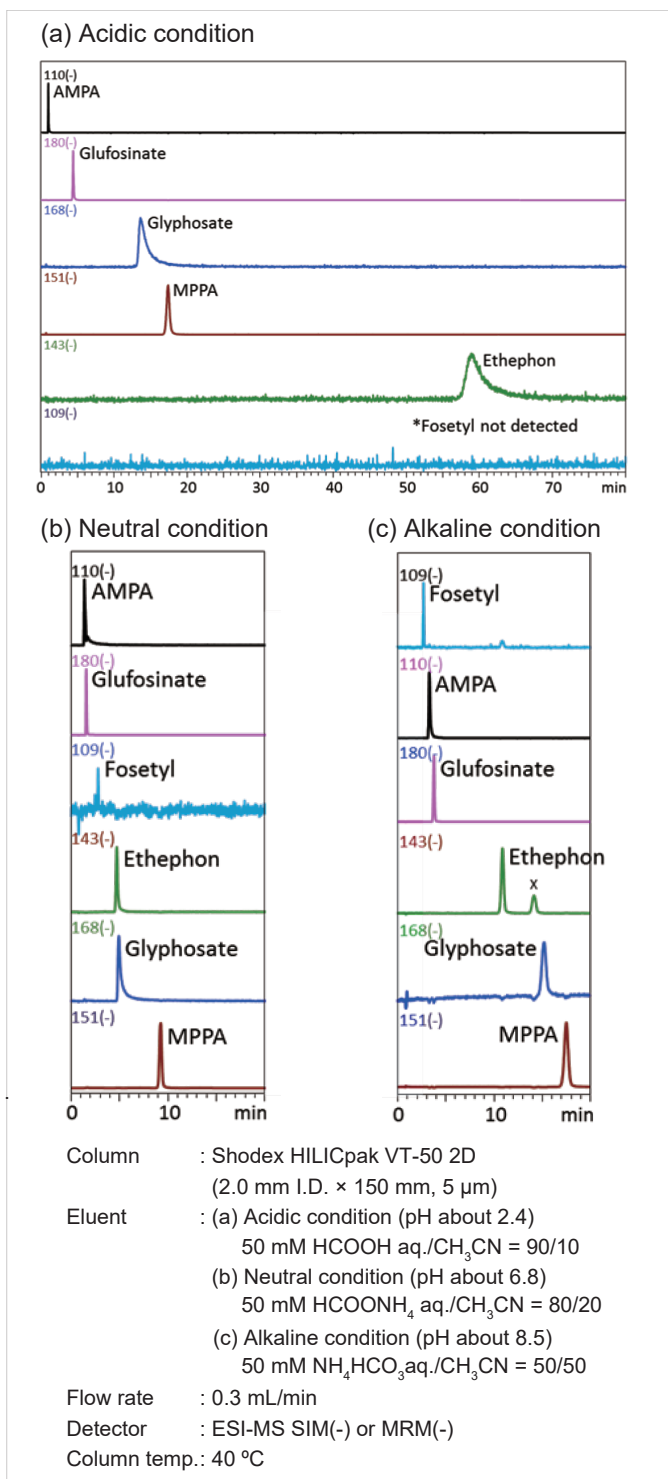 (a) Acidic condition
110(-)
AMPA
180(-)
Glufosinate
168(-)
Glyphosate
151(-)
MPPA
143(-)
Ethephon
*Fosetyl not detected
109(-)
0 10 20 30 40 50 60 70 min
(b) Neutral condition
110(-)
AMPA
180(-)
Glufosinate
109(-)
Fosetyl
143(-)
Ethephon
168(-)
Glyphosate
151(-)
MPPA
0 10 min
(c) Alkaline condition
109(-)
Fosetyl
110(-)
AMPA
180(-)
Glufosinate
143(-)
Ethephon
x
168(-)
Glyphosate
151(-)
MPPA
0 10 min
Column : Shodex HILICpak VT-50 2D
(2.0 mm I.D. × 150 mm, 5 μm)
Eluent : (a) Acidic condition (pH about 2.4)
50 mM HCOOH aq./CH₃CN = 90/10
(b) Neutral condition (pH about 6.8)
50 mM HCOONH₄ aq./CH₃CN = 80/20
(c) Alkaline condition (pH about 8.5)
50 mM NH₄HCO₃aq./CH₃CN = 50/50
Flow rate : 0.3 mL/min
Detector : ESI-MS SIM(-) or MRM(-)
Column temp. : 40 ºC